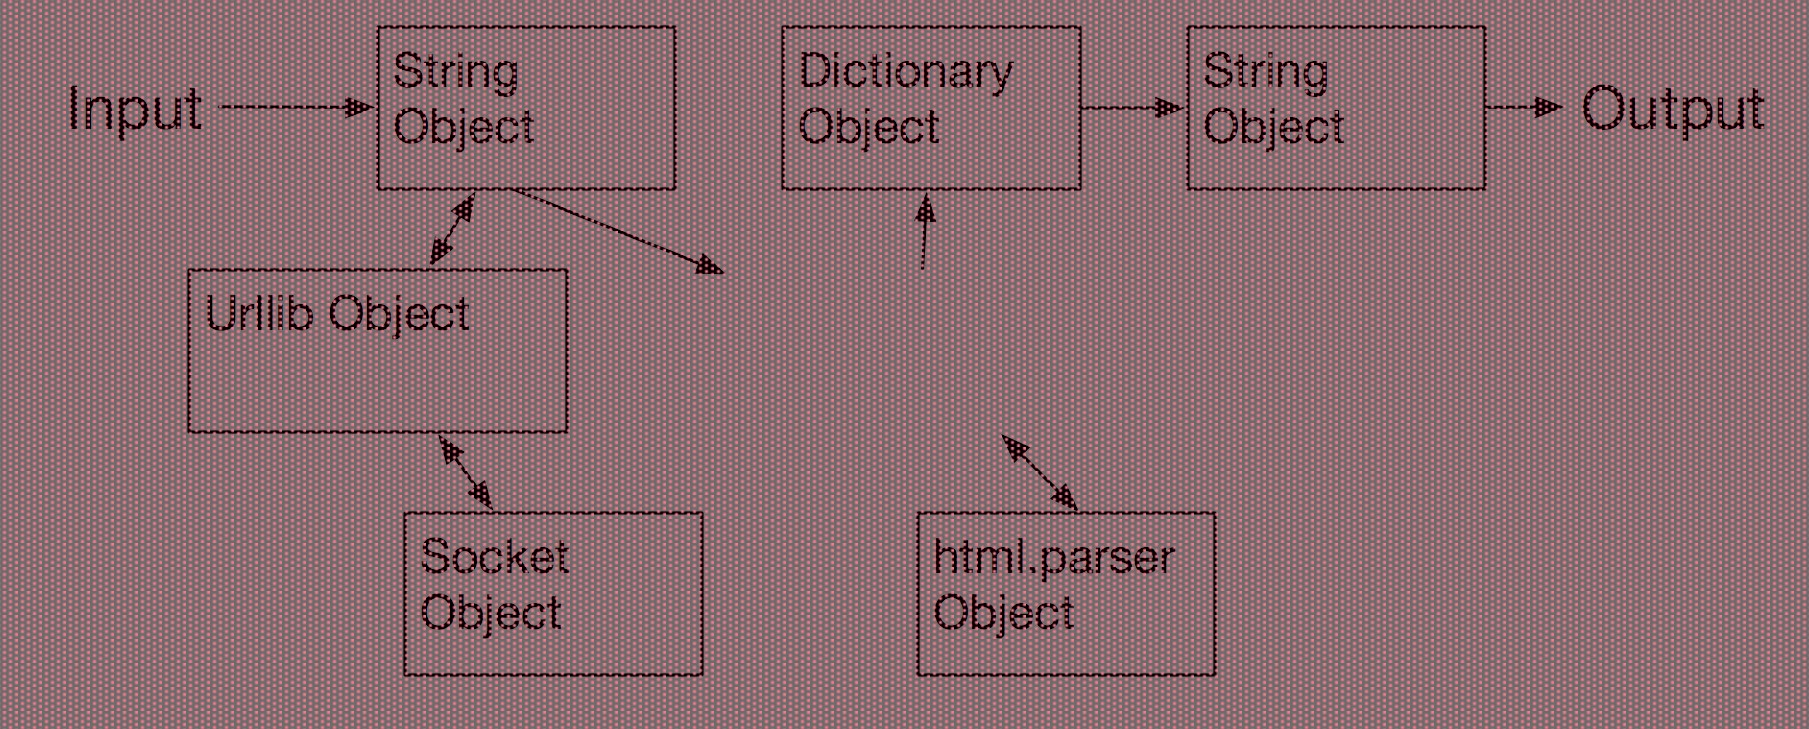 Input
String
Object
Dictionary
Object
String
Object
Output
Urllib Object
Socket
Object
html.parser
Object